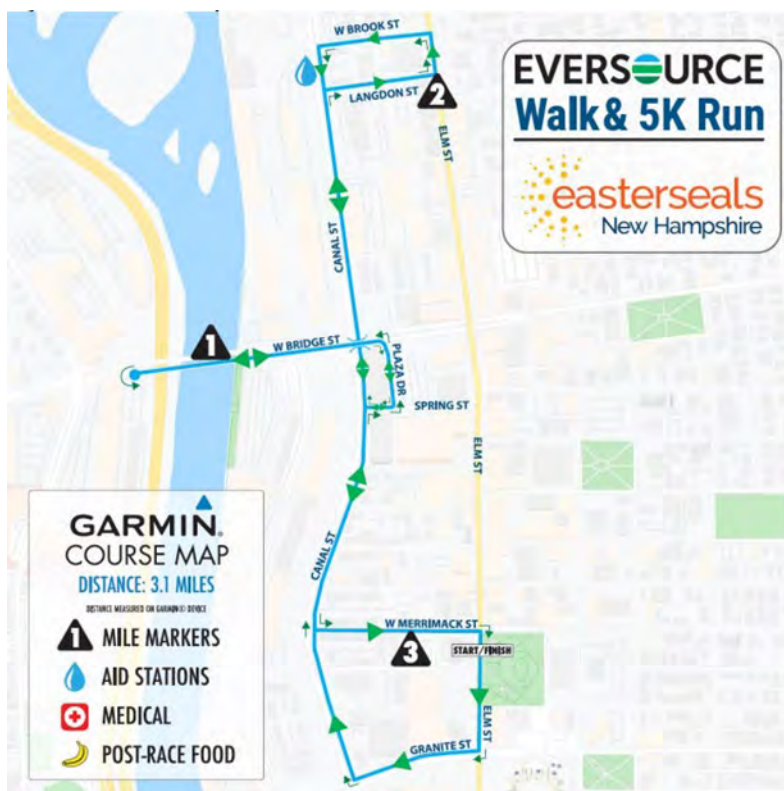 W BROOK ST
LANGDON ST
2
ELM ST
CANAL ST
EVERSOURCE
Walk & 5K Run
easterseals
New Hampshire
1
W BRIDGE ST
PLAZA DR
SPRING ST
ELM ST
CANAL ST
W MERRIMACK ST
3
START/FINISH
ELM ST
GRANITE ST
GARMIN.
COURSE MAP
DISTANCE: 3.1 MILES
DISTANCE MEASURED ON GARMIN® DEVICE
1 MILE MARKERS
AID STATIONS
MEDICAL
POST-RACE FOOD